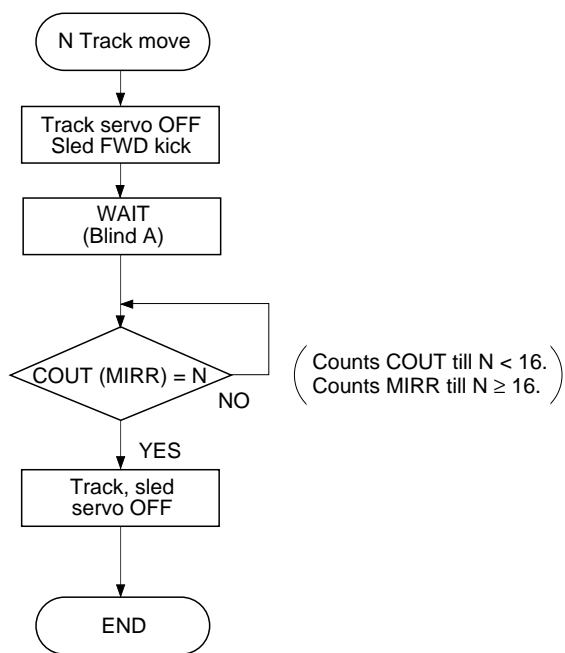 N Track move
Track servo OFF
Sled FWD kick
WAIT
(Blind A)
COUT (MIRR) = N
NO
Counts COUT till N < 16.
Counts MIRR till N ≥ 16.
YES
Track, sled
servo OFF
END